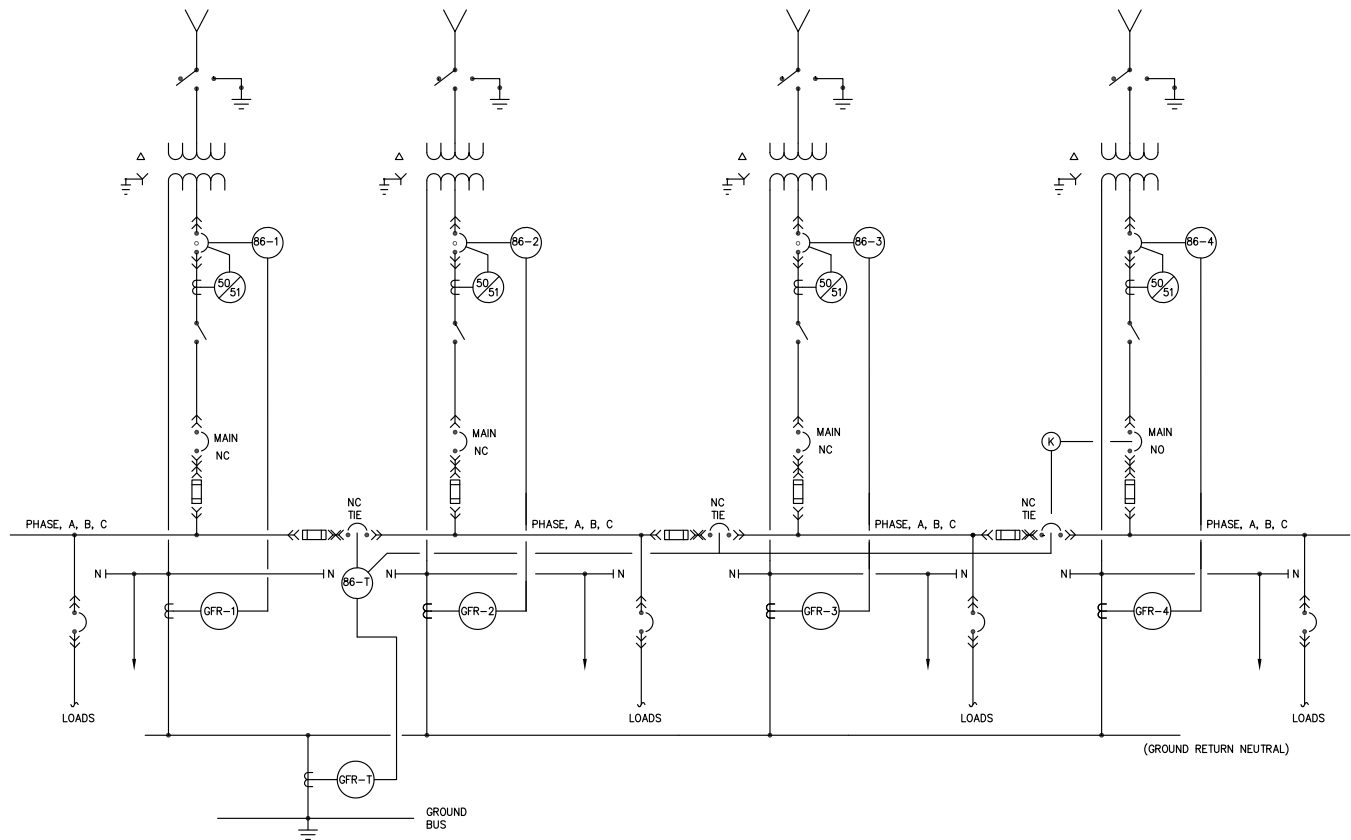 86-1
86-2
86-3
86-4
50
51
50
51
50
51
50
51
MAIN
NC
MAIN
NC
MAIN
NC
K
MAIN
NO
NC
TIE
NC
TIE
NC
TIE
PHASE, A, B, C
PHASE, A, B, C
PHASE, A, B, C
PHASE, A, B, C
N
N
86-T
N
N
N
N
N
N
GFR-1
GFR-2
GFR-3
GFR-4
LOADS
LOADS
LOADS
LOADS
(GROUND RETURN NEUTRAL)
GFR-T
GROUND
BUS